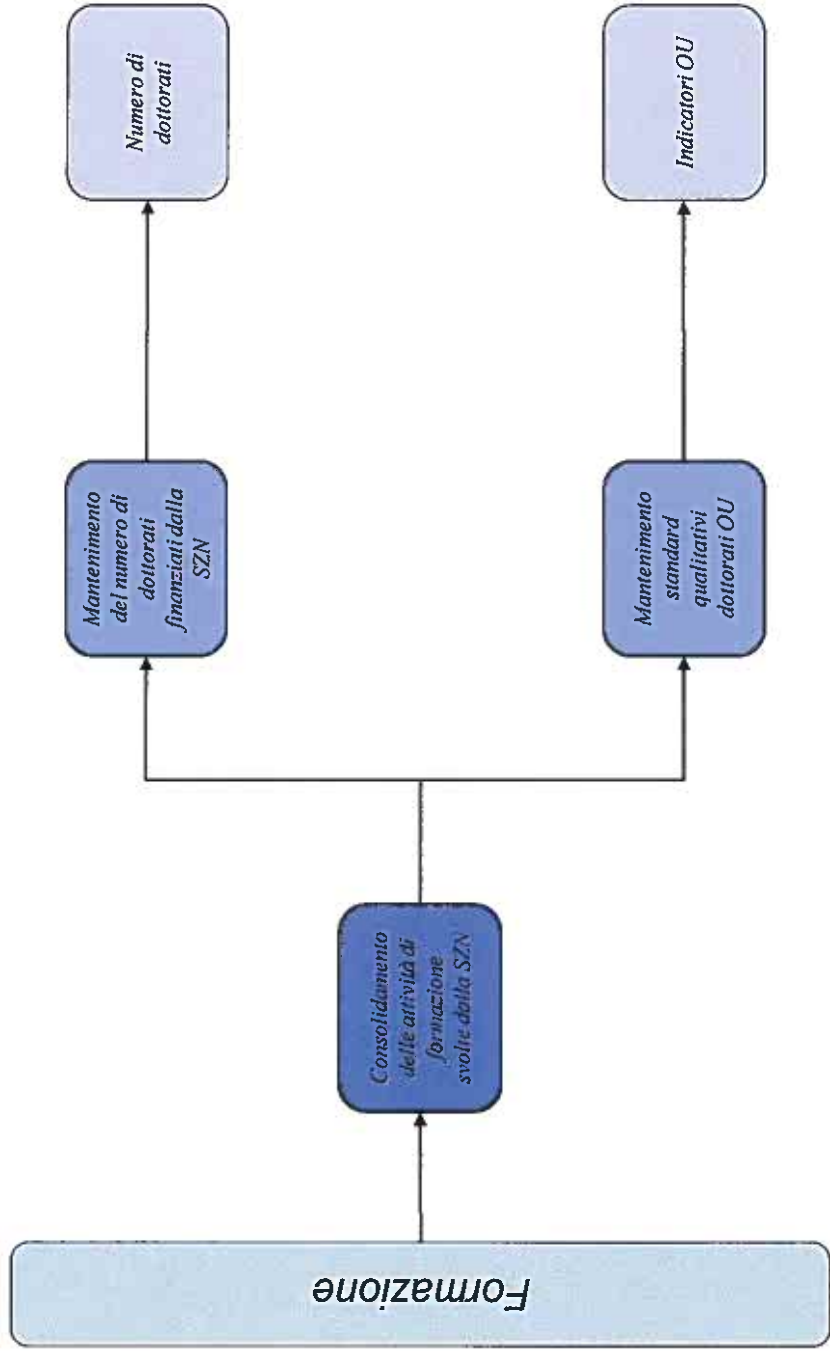 Formazione
Consolidamento
delle attività di
formazione
svolte dalla SZN
Mantenimento
del numero di
dottorati
finanziati dalla
SZN
Numero di
dottorati
Mantenimento
standard
qualitativi
dottorati OU
Indicatori OU